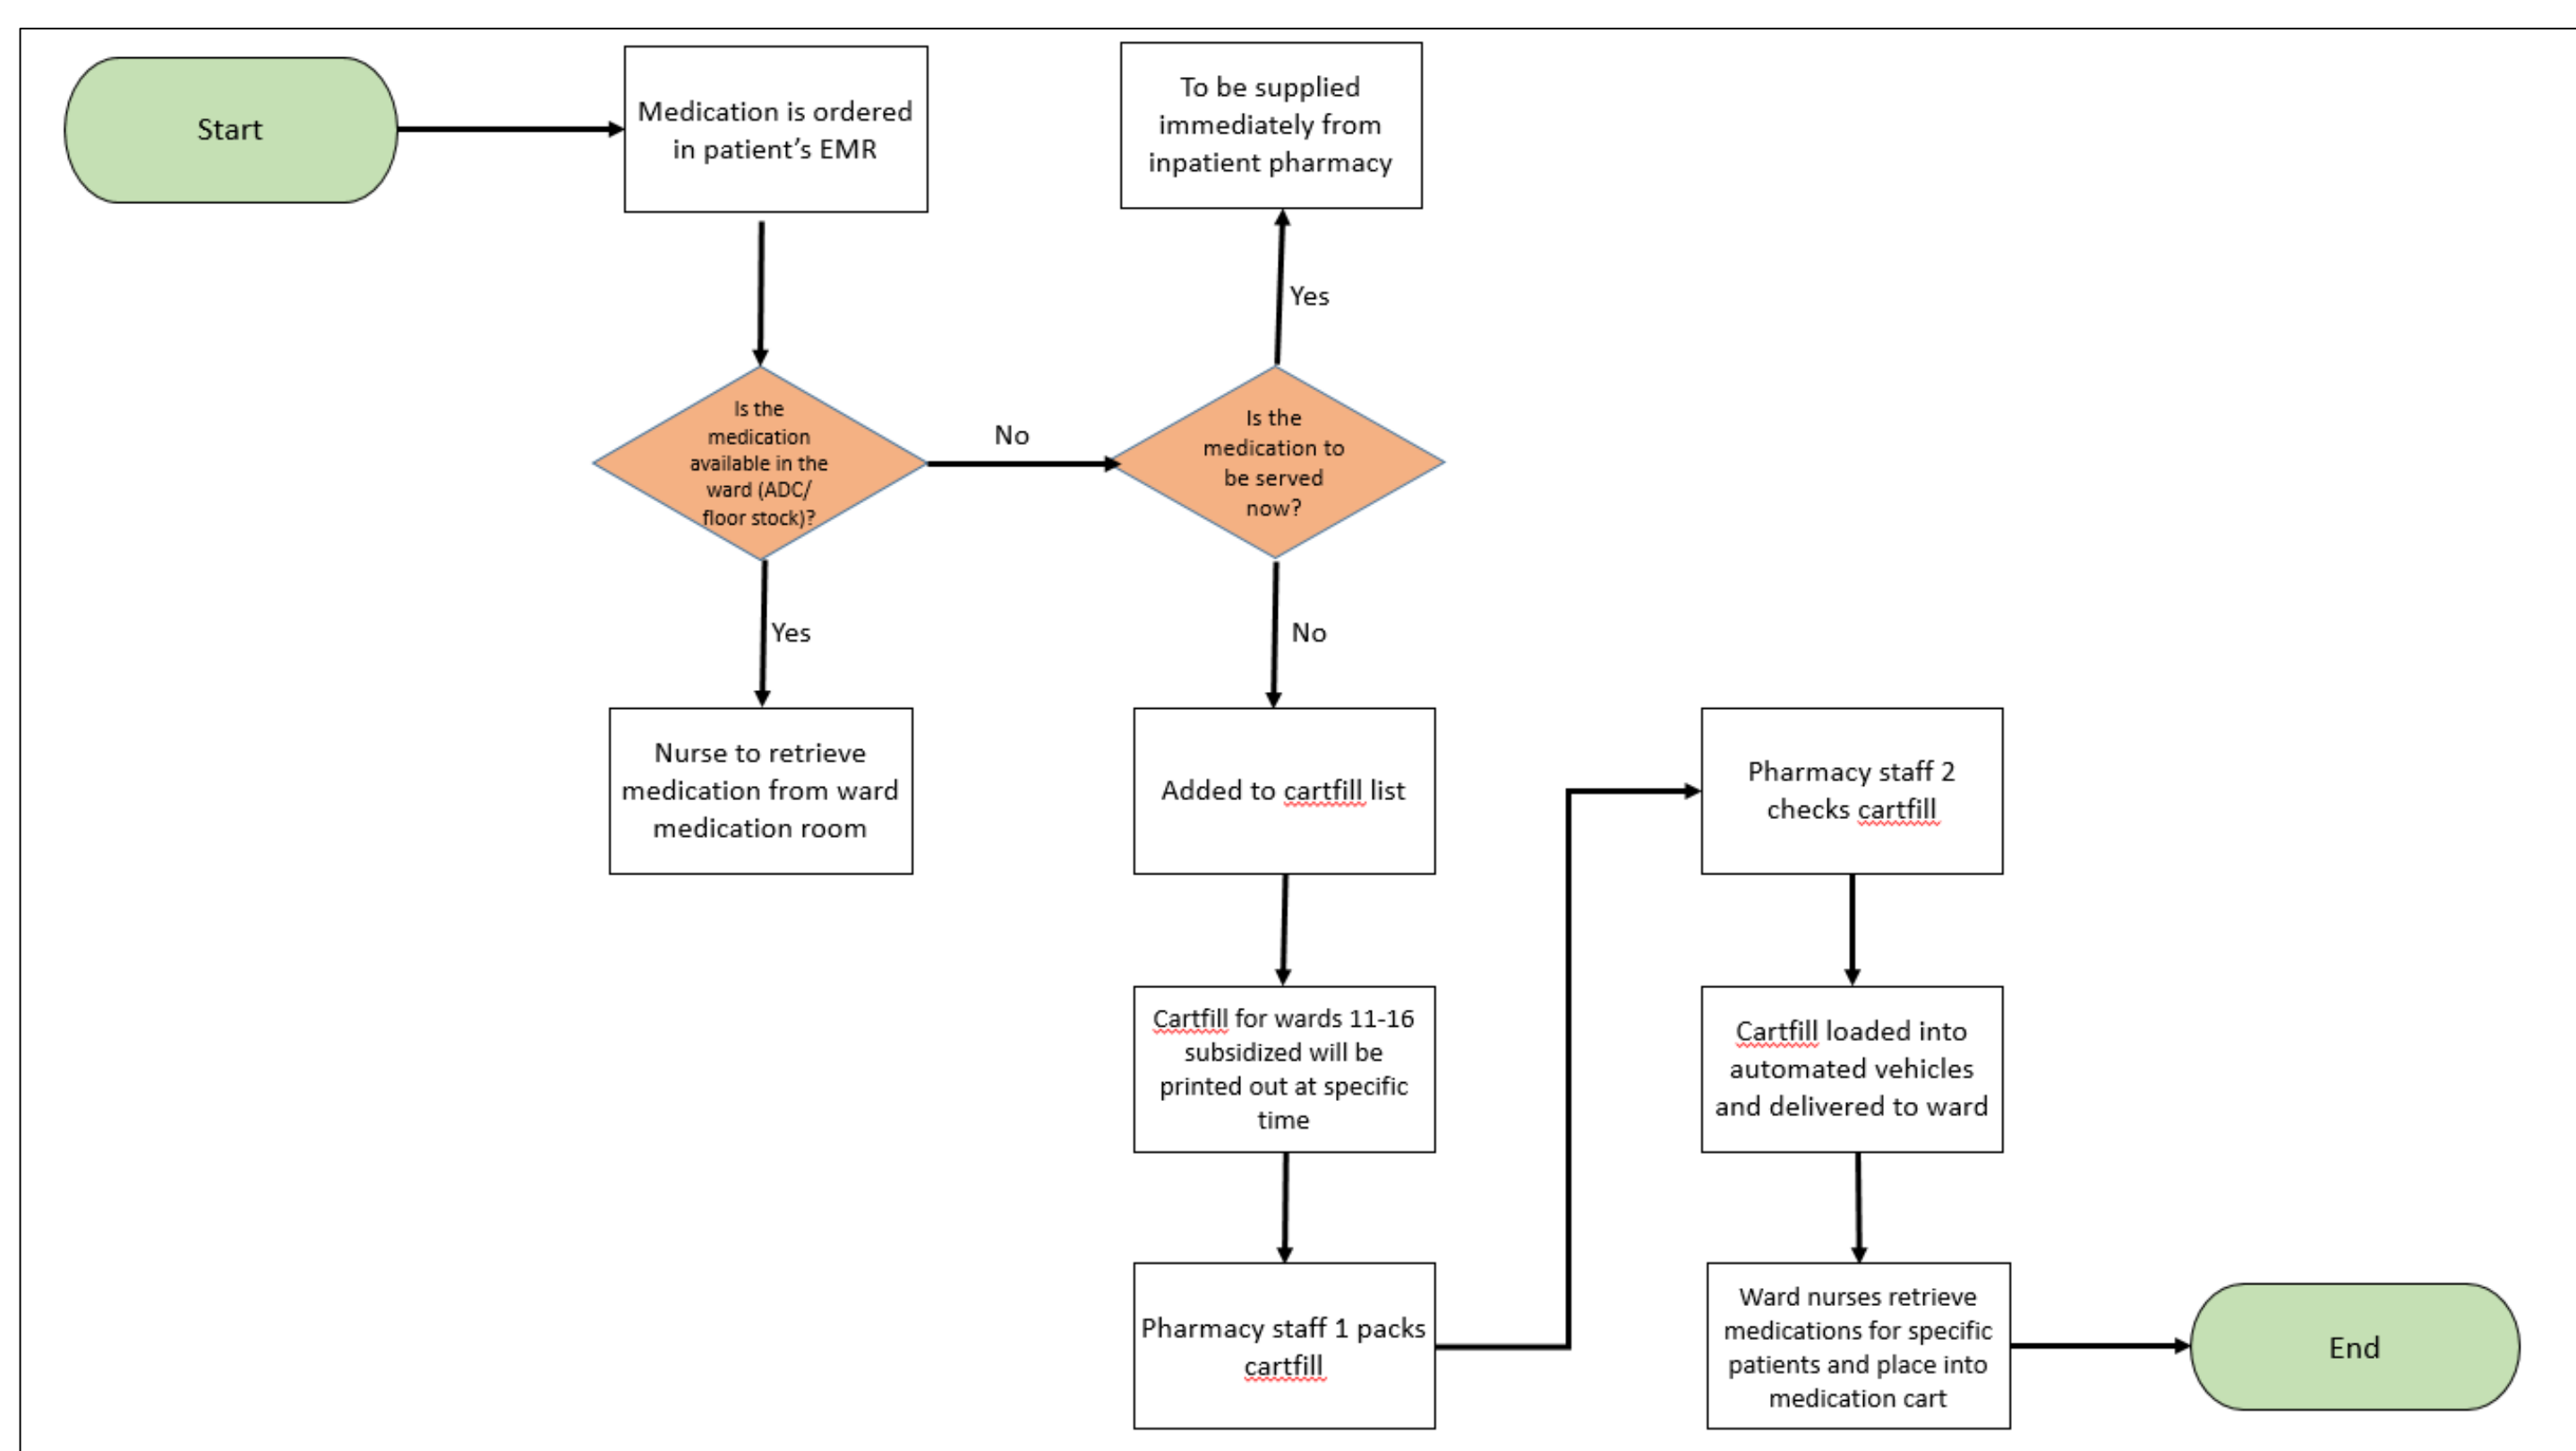 Start
Medication is ordered
in patient’s EMR
To be supplied
immediately from
inpatient pharmacy
Yes
Is the
medication
available in the
ward (ADC/
floor stock)?
No
Is the
medication to
be served
now?
Yes
No
Nurse to retrieve
medication from ward
medication room
Added to cartfill list
Pharmacy staff 2
checks cartfill
Cartfill for wards 11-16
subsidized will be
printed out at specific
time
Cartfill loaded into
automated vehicles
and delivered to ward
Pharmacy staff 1 packs
cartfill
Ward nurses retrieve
medications for specific
patients and place into
medication cart
End